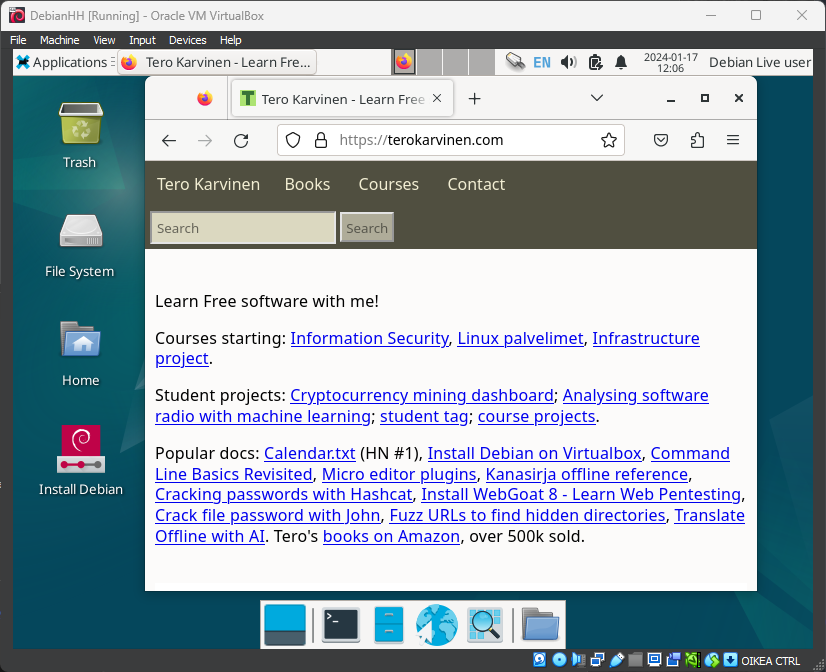 DebianHH [Running] - Oracle VM VirtualBox
File Machine View Input Devices Help
Applications Tero Karvinen - Learn Fre... EN 2024-01-17 Debian Live user
12:06
Trash
File System
Home
Install Debian
Tero Karvinen - Learn Free
https://terokarvinen.com
Tero Karvinen Books Courses Contact
Search Search
Learn Free software with me!
Courses starting: Information Security, Linux palvelimet, Infrastructure
project.
Student projects: Cryptocurrency mining dashboard; Analysing software
radio with machine learning; student tag; course projects.
Popular docs: Calendar.txt (HN #1), Install Debian on Virtualbox, Command
Line Basics Revisited, Micro editor plugins, Kanasirja offline reference,
Cracking passwords with Hashcat, Install WebGoat 8 - Learn Web Pentesting,
Crack file password with John, Fuzz URLs to find hidden directories, Translate
Offline with AI. Tero's books on Amazon, over 500k sold.
OIKEA CTRL